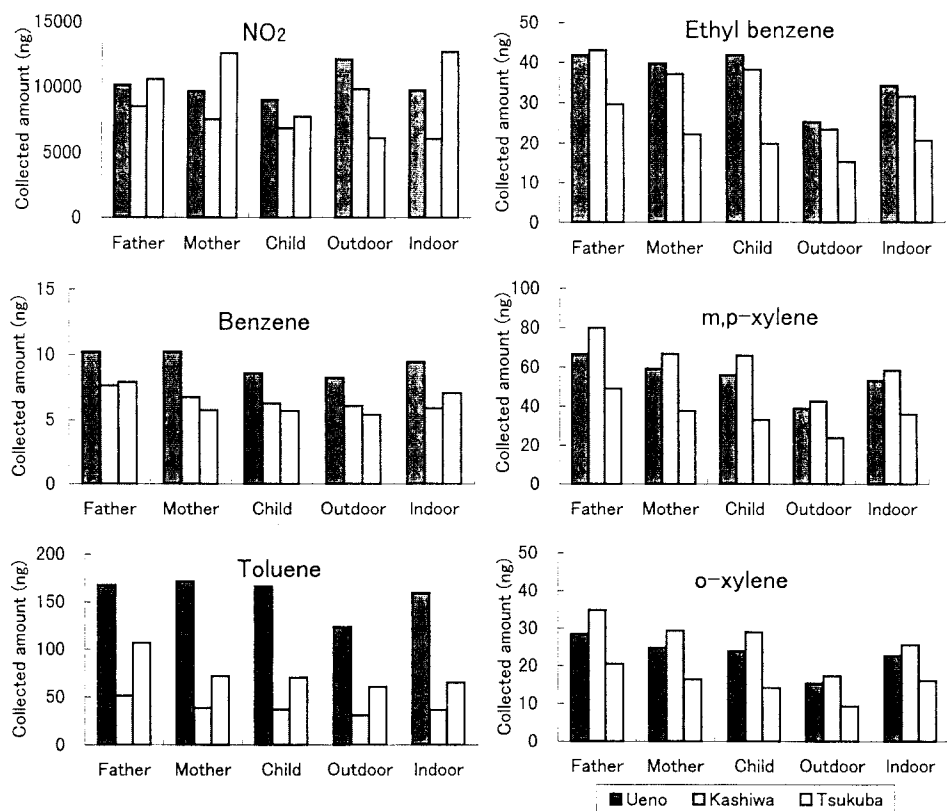 NO2
Collected amount (ng)
15000
10000
5000
0
Father Mother Child Outdoor Indoor
Ethyl benzene
Collected amount (ng)
50
40
30
20
10
0
Father Mother Child Outdoor Indoor
Benzene
Collected amount (ng)
15
10
5
0
Father Mother Child Outdoor Indoor
m,p-xylene
Collected amount (ng)
100
80
60
40
20
0
Father Mother Child Outdoor Indoor
Toluene
Collected amount (ng)
200
150
100
50
0
Father Mother Child Outdoor Indoor
o-xylene
Collected amount (ng)
50
40
30
20
10
0
Father Mother Child Outdoor Indoor
Ueno Kashiwa Tsukuba